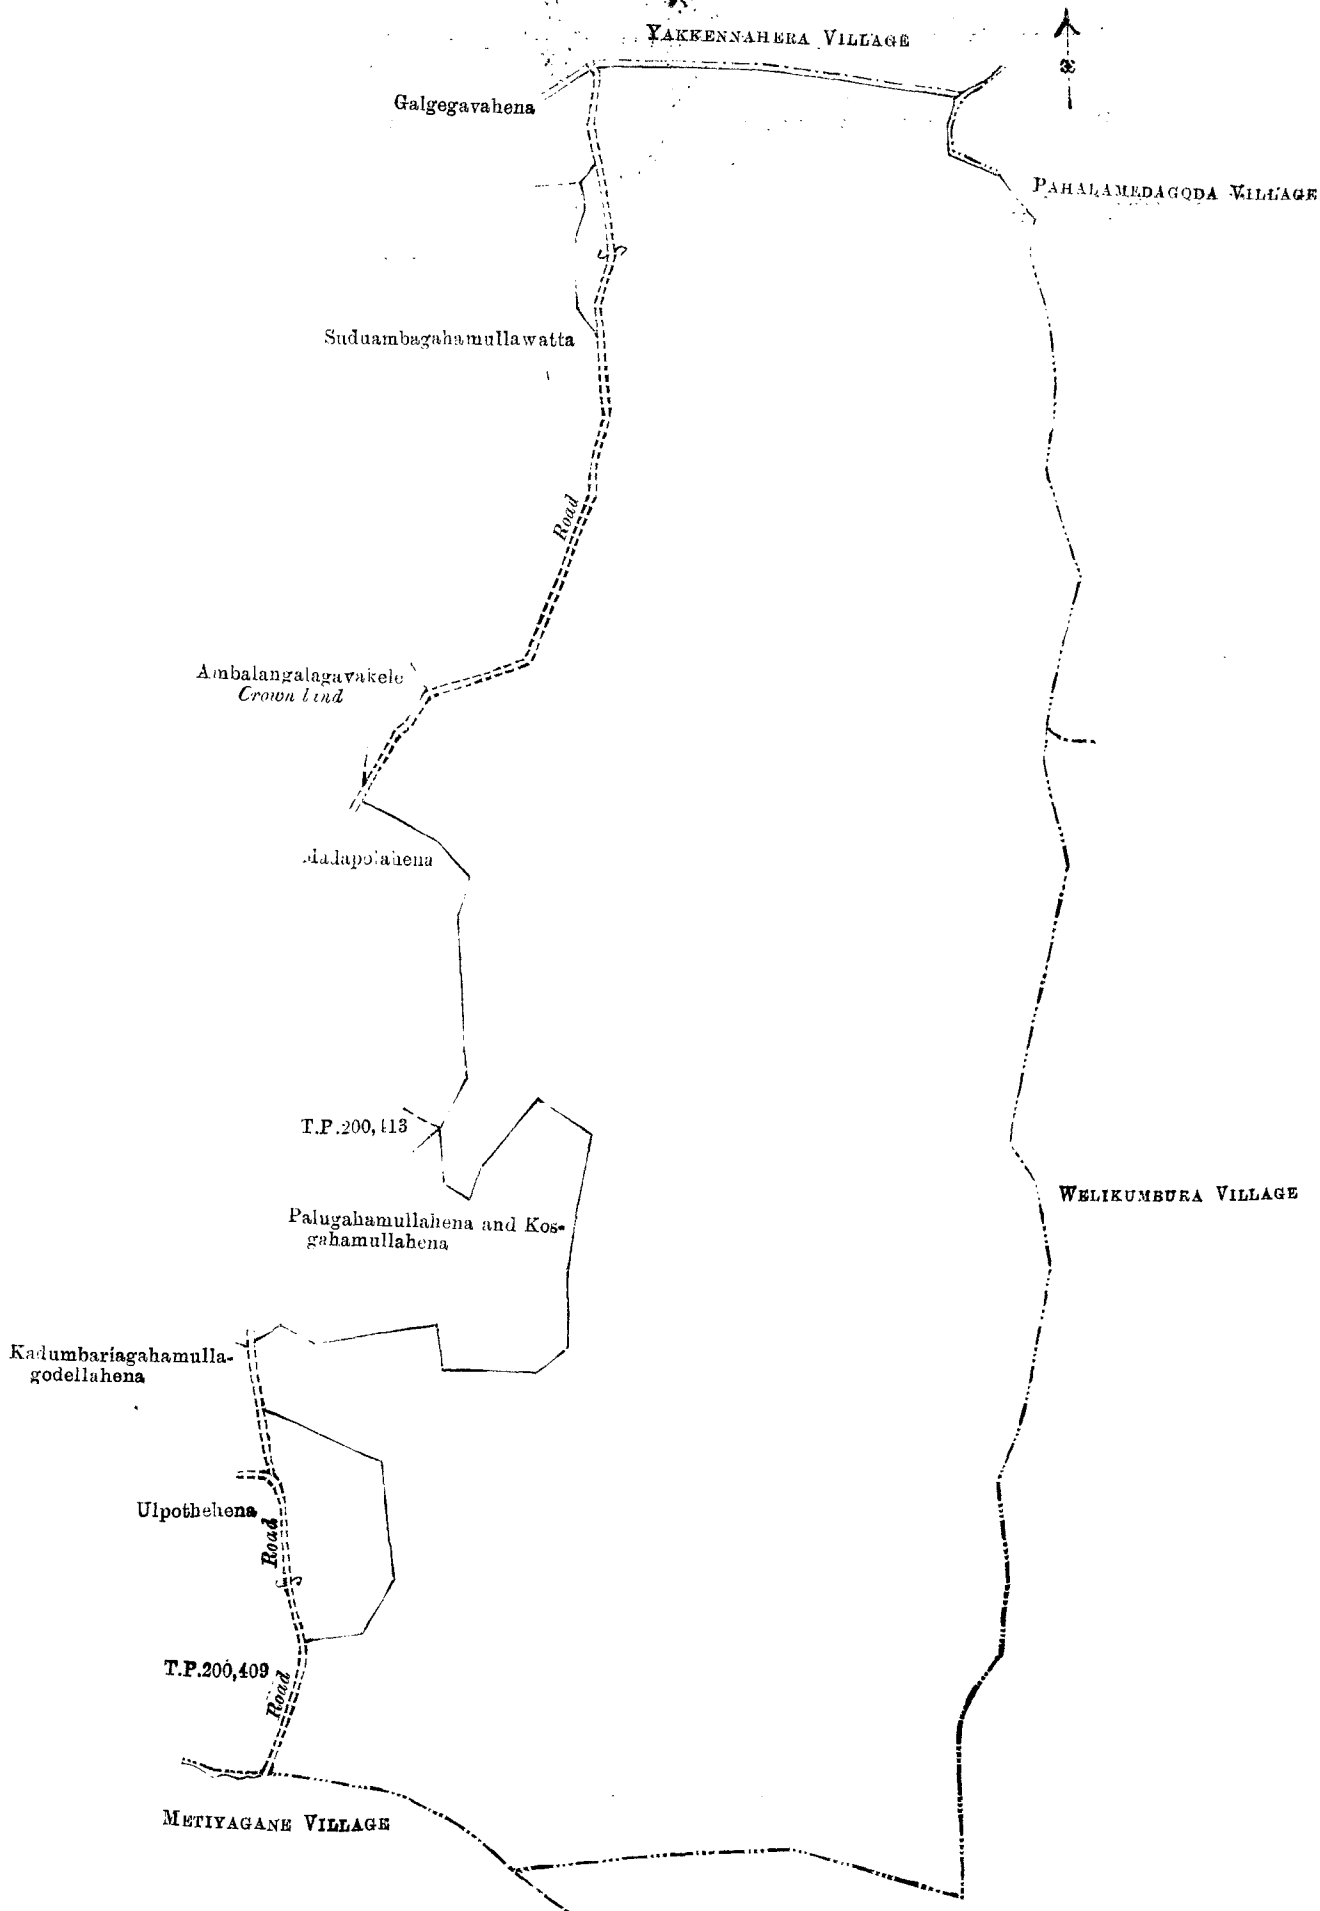 YAKKENNAHERA VILLAGE
Galgegavahena
PAHALAMEDAGODA VILLAGE
Suduambagahamullawatta
Road
Ambalangalagavakele
Crown land
Madapolahena
T.P.200,413
WELIKUMBURA VILLAGE
Palugahamullahena and Kos-
gahamullahena
Kadumbariagahamulla-
godellahena
Ulpothehena
Road
T.P.200,409
Road
METIYAGANE VILLAGE